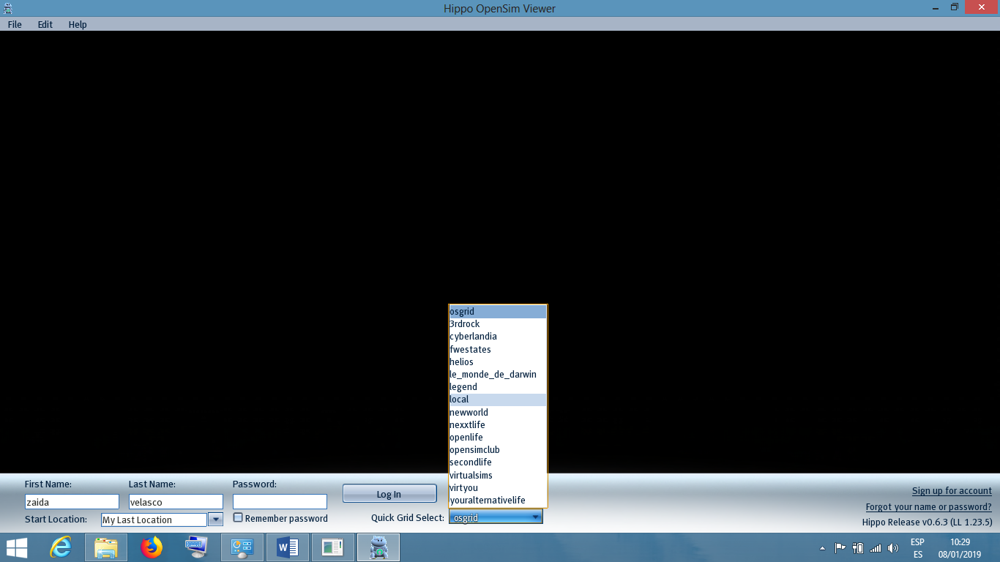 Hippo OpenSim Viewer
File Edit Help
osgrid
3rdrock
cyberlandia
fwestates
helios
le_monde_de_darwin
legend
local
newworld
nexxtlife
openlife
opensimclub
secondlife
virtualsims
virtyou
youralternativelife
First Name: Last Name: Password:
zaida velasco Log In
Start Location: My Last Location Remember password Quick Grid Select: osgrid
Sign up for account
Forgot your name or password?
Hippo Release v0.6.3 (LL 1.23.5)
ESP 10:29
ES 08/01/2019